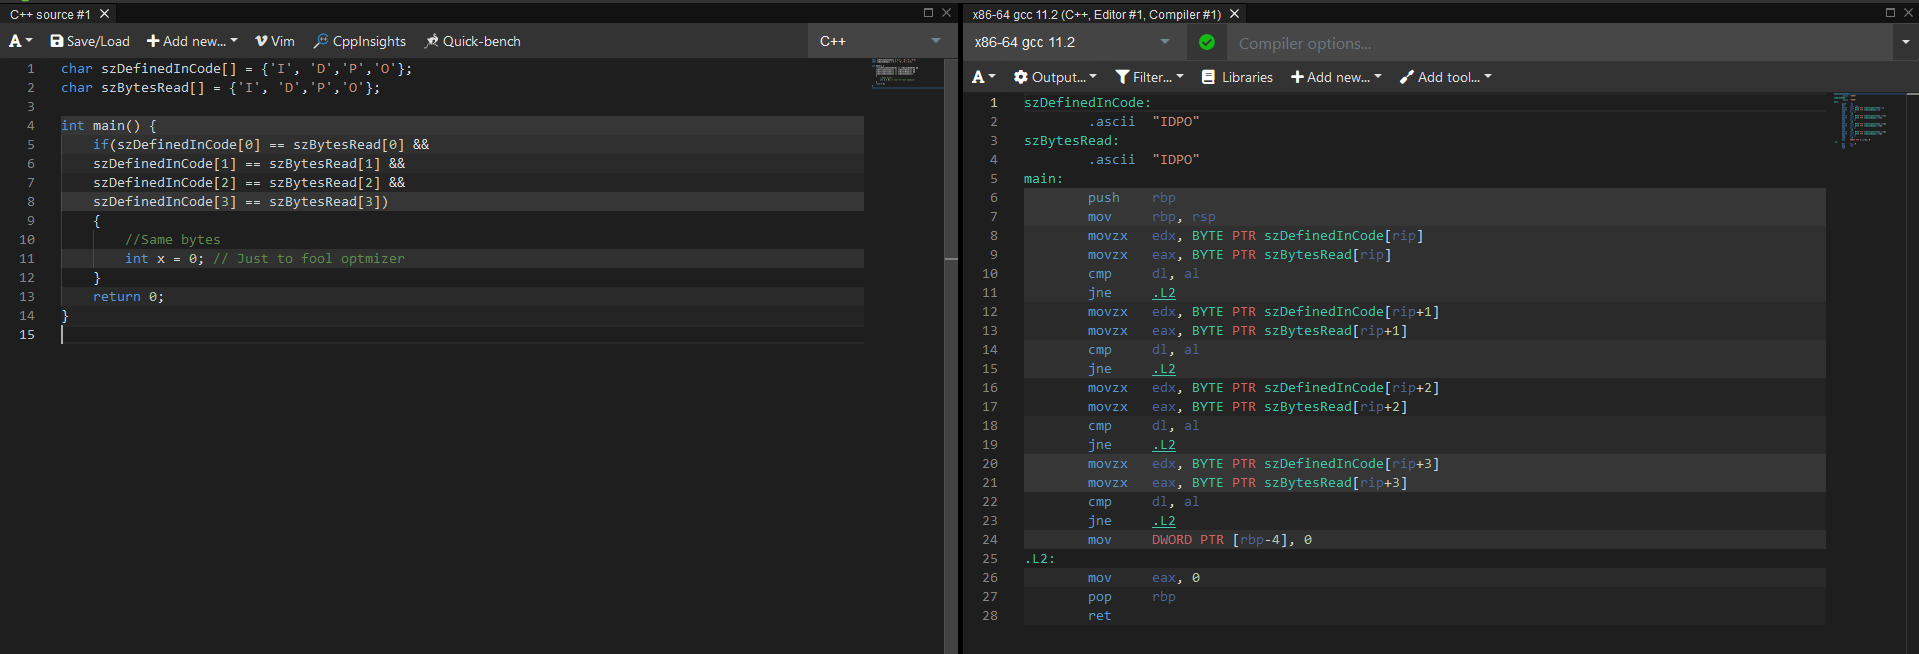 C++ source #1
A Save/Load Add new... Vim CppInsights Quick-bench C++
1 char szDefinedInCode[] = {'I', 'D','P','O'};
2 char szBytesRead[] = {'I', 'D','P','O'};
3
4 int main() {
5 if(szDefinedInCode[0] == szBytesRead[0] &&
6 szDefinedInCode[1] == szBytesRead[1] &&
7 szDefinedInCode[2] == szBytesRead[2] &&
8 szDefinedInCode[3] == szBytesRead[3])
9 {
10 //Same bytes
11 int x = 0; // Just to fool optmizer
12 }
13 return 0;
14 }
15
x86-64 gcc 11.2 (C++, Editor #1, Compiler #1)
x86-64 gcc 11.2 Compiler options...
A Output... Filter... Libraries Add new... Add tool...
1 szDefinedInCode:
2 .ascii "IDPO"
3 szBytesRead:
4 .ascii "IDPO"
5 main:
6 push rbp
7 mov rbp, rsp
8 movzx edx, BYTE PTR szDefinedInCode[rip]
9 movzx eax, BYTE PTR szBytesRead[rip]
10 cmp dl, al
11 jne .L2
12 movzx edx, BYTE PTR szDefinedInCode[rip+1]
13 movzx eax, BYTE PTR szBytesRead[rip+1]
14 cmp dl, al
15 jne .L2
16 movzx edx, BYTE PTR szDefinedInCode[rip+2]
17 movzx eax, BYTE PTR szBytesRead[rip+2]
18 cmp dl, al
19 jne .L2
20 movzx edx, BYTE PTR szDefinedInCode[rip+3]
21 movzx eax, BYTE PTR szBytesRead[rip+3]
22 cmp dl, al
23 jne .L2
24 mov DWORD PTR [rbp-4], 0
25 .L2:
26 mov eax, 0
27 pop rbp
28 ret